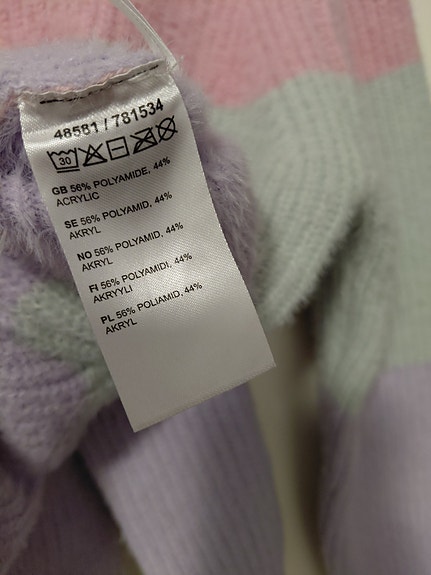 48581 / 781534
30
GB 56% POLYAMIDE, 44%
ACRYLIC
SE 56% POLYAMID, 44%
AKRYL
NO 56% POLYAMID, 44%
AKRYL
FI 56% POLYAMIDI, 44%
AKRYYLI
PL 56% POLIAMID, 44%
AKRYL